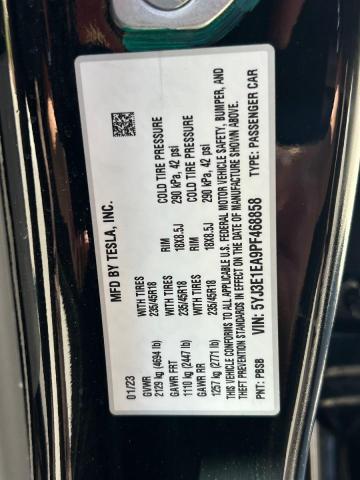 MFD BY TESLA, INC.
01/23
GVWR
2129 kg (4694 lb)
GAWR FRT WITH TIRES RIM COLD TIRE PRESSURE
1110 kg (2447 lb) 235/45R18 18X8.5J 290 kPa, 42 psi
GAWR RR WITH TIRES RIM COLD TIRE PRESSURE
1257 kg (2771 lb) 235/45R18 18X8.5J 290 kPa, 42 psi
THIS VEHICLE CONFORMS TO ALL APPLICABLE U.S. FEDERAL MOTOR VEHICLE SAFETY, BUMPER, AND
THEFT PREVENTION STANDARDS IN EFFECT ON THE DATE OF MANUFACTURE SHOWN ABOVE.
VIN: 5YJ3E1EA9PF468858
PNT: PBSB TYPE: PASSENGER CAR